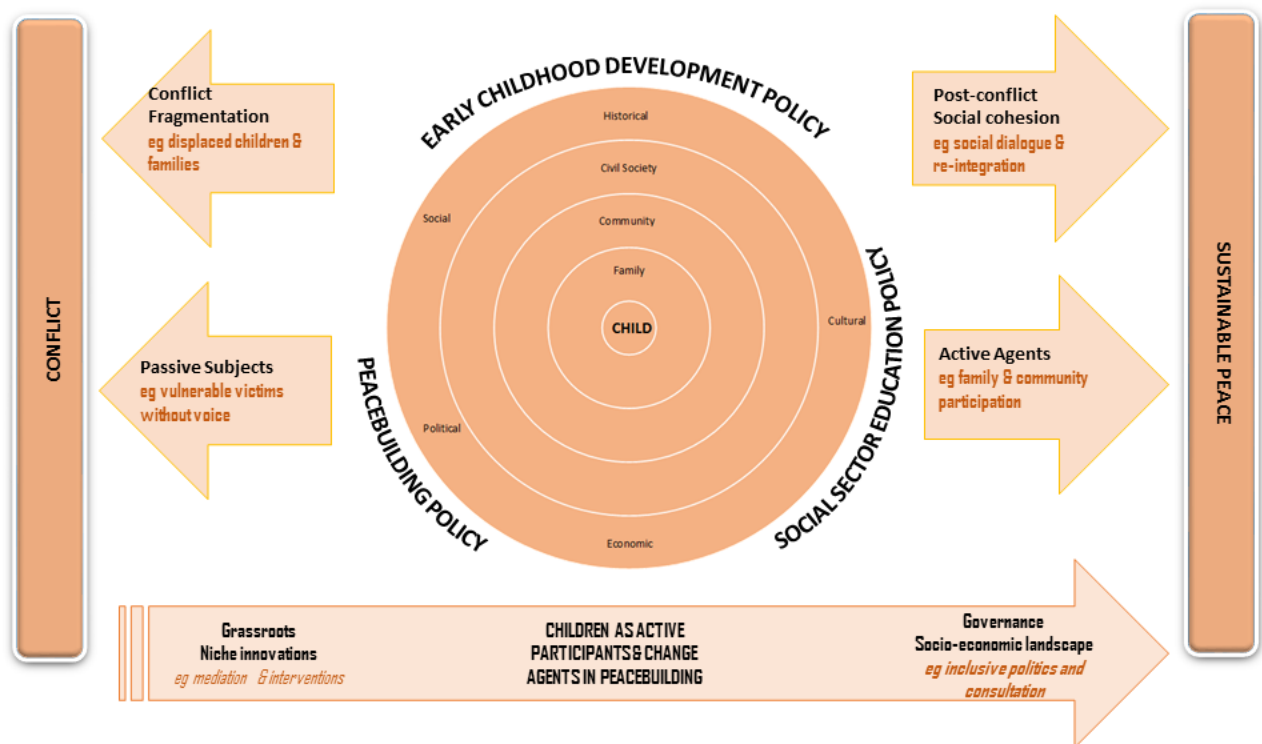 CONFLICT
Conflict
Fragmentation
eg displaced children &
families
Passive Subjects
eg vulnerable victims
without voice
EARLY CHILDHOOD DEVELOPMENT POLICY
PEACEBUILDING POLICY
SOCIAL SECTOR EDUCATION POLICY
Historical
Civil Society
Social
Community
Family
CHILD
Cultural
Political
Economic
Post-conflict
Social cohesion
eg social dialogue &
re-integration
Active Agents
eg family & community
participation
SUSTAINABLE PEACE
Grassroots
Niche innovations
eg mediation & interventions
CHILDREN AS ACTIVE
PARTICIPANTS & CHANGE
AGENTS IN PEACEBUILDING
Governance
Socio-economic landscape
eg inclusive politics and
consultation